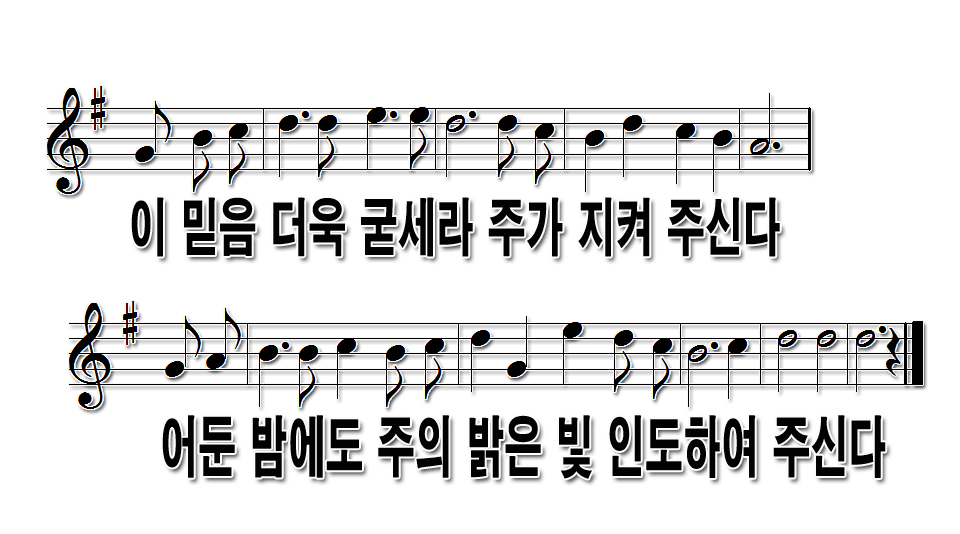 이 믿음 더욱 굳세라 주가 지켜 주신다
어둔 밤에도 주의 밝은 빛 인도하여 주신다